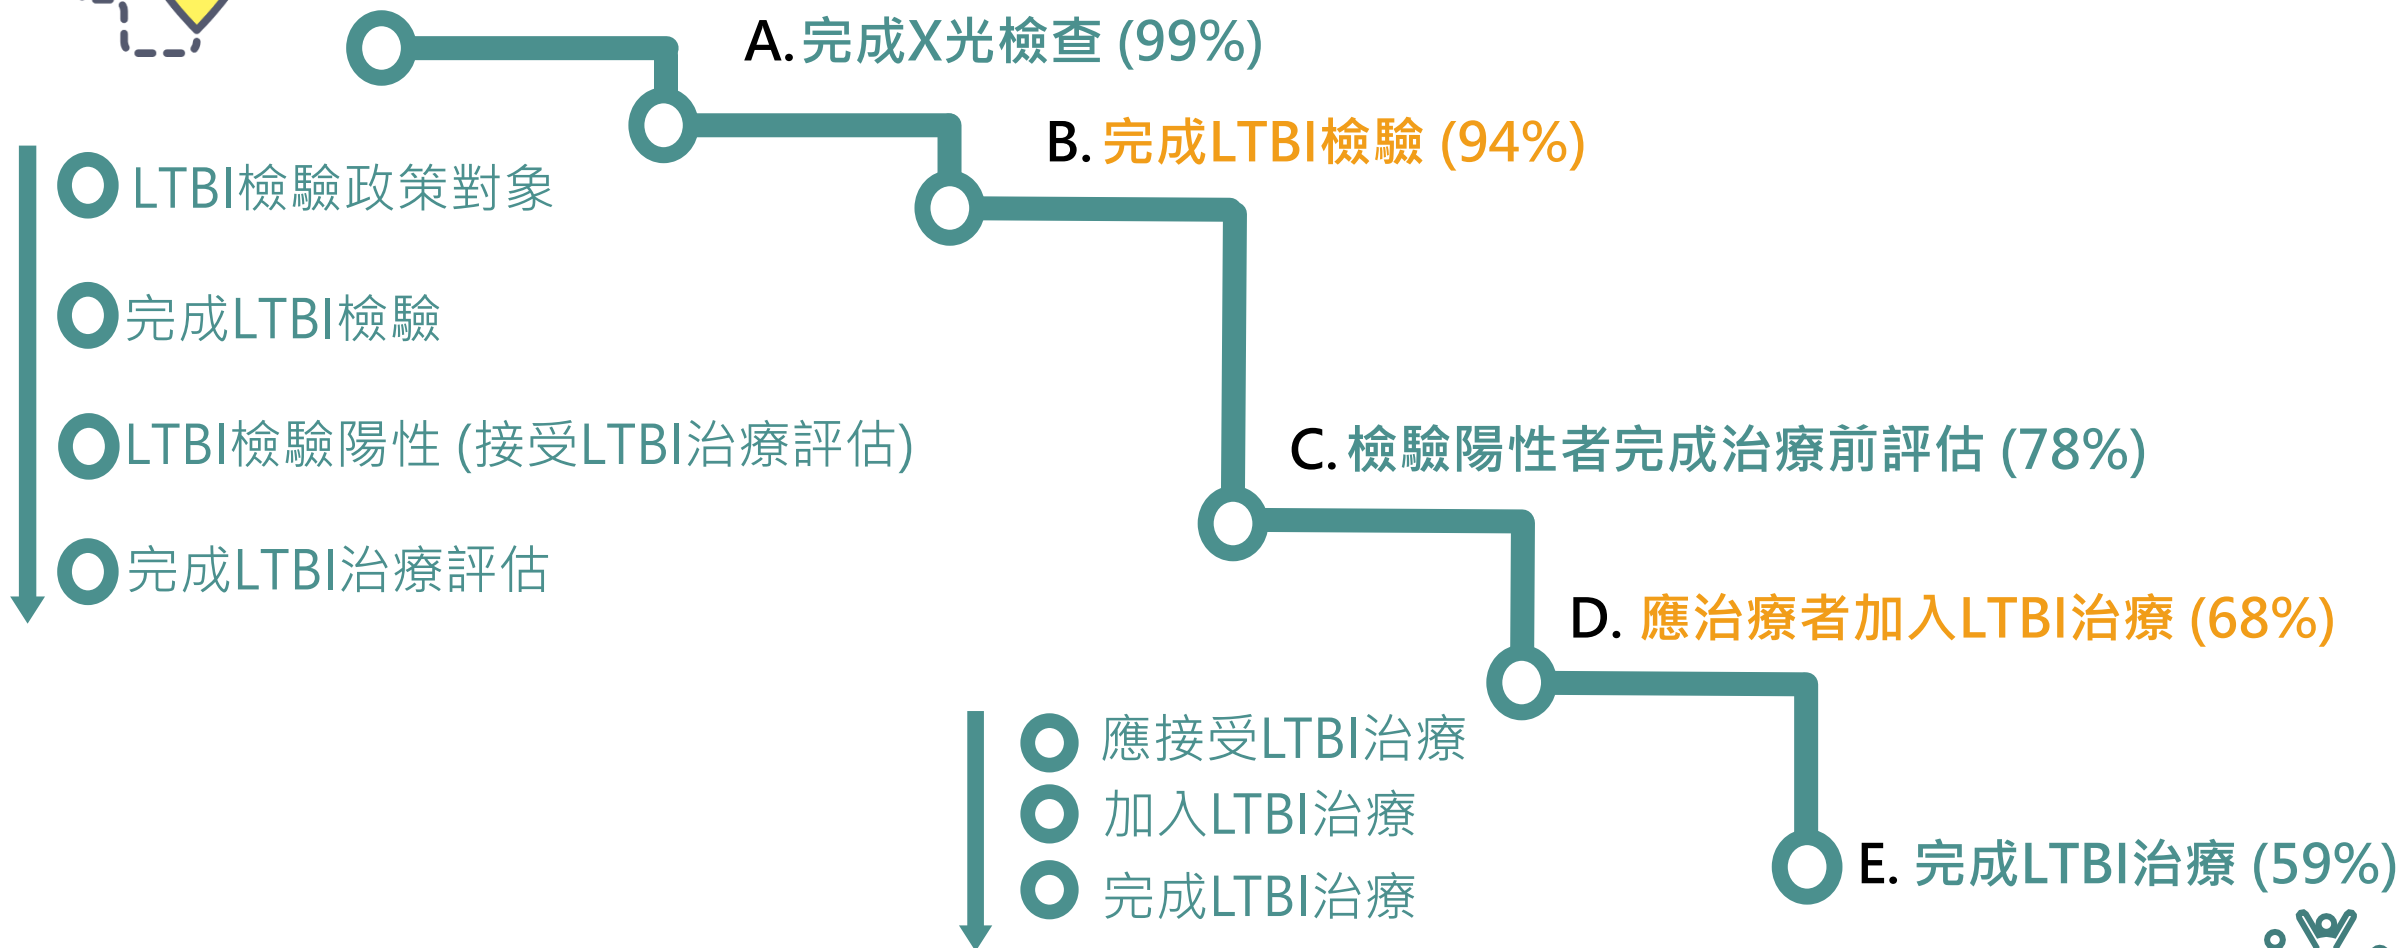 A. 完成X光檢查 (99%)
B. 完成LTBI檢驗 (94%)
LTBI檢驗政策對象
完成LTBI檢驗
LTBI檢驗陽性 (接受LTBI治療評估)
完成LTBI治療評估
C. 檢驗陽性者完成治療前評估 (78%)
D. 應治療者加入LTBI治療 (68%)
應接受LTBI治療
加入LTBI治療
完成LTBI治療
E. 完成LTBI治療 (59%)